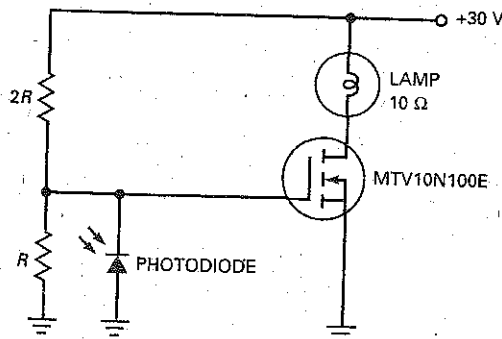 +30 V
LAMP
10 Ω
2R
MTV10N100E
R
PHOTODIODE